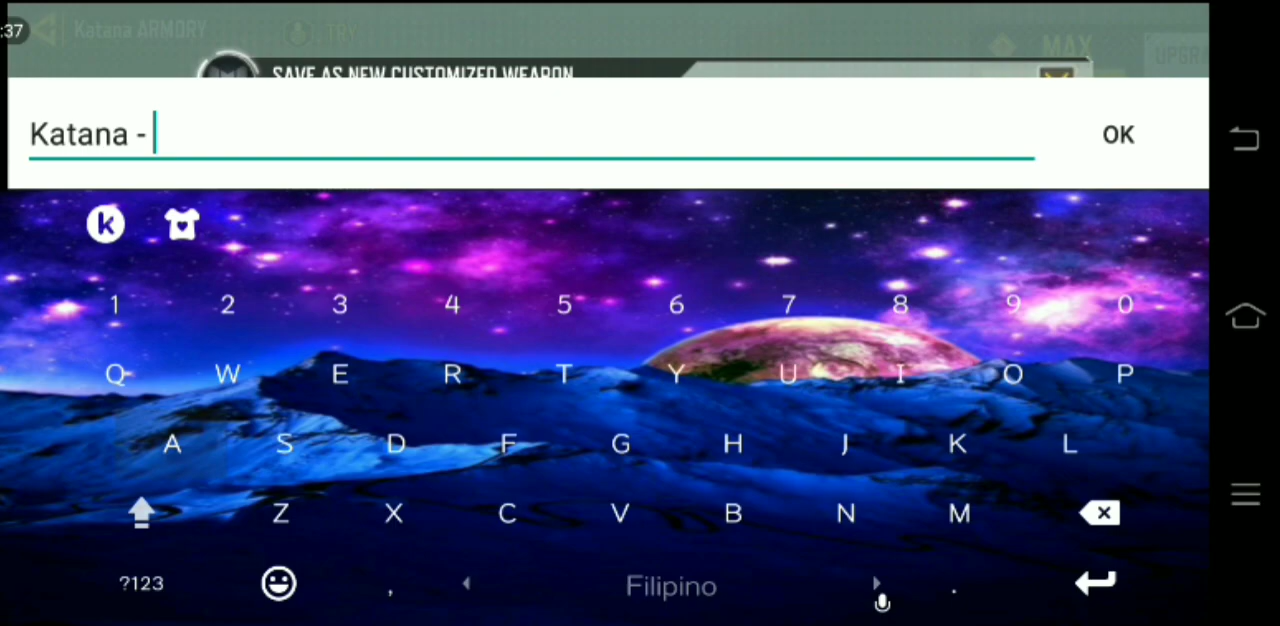 :37
Katana ARMORY
TRY
MAX
UPGRA
SAVE AS NEW CUSTOMIZED WEAPON
Katana -
OK
k
1 2 3 4 5 6 7 8 9 0
Q W E R T Y U I O P
A S D F G H J K L
Z X C V B N M
?123 , Filipino .